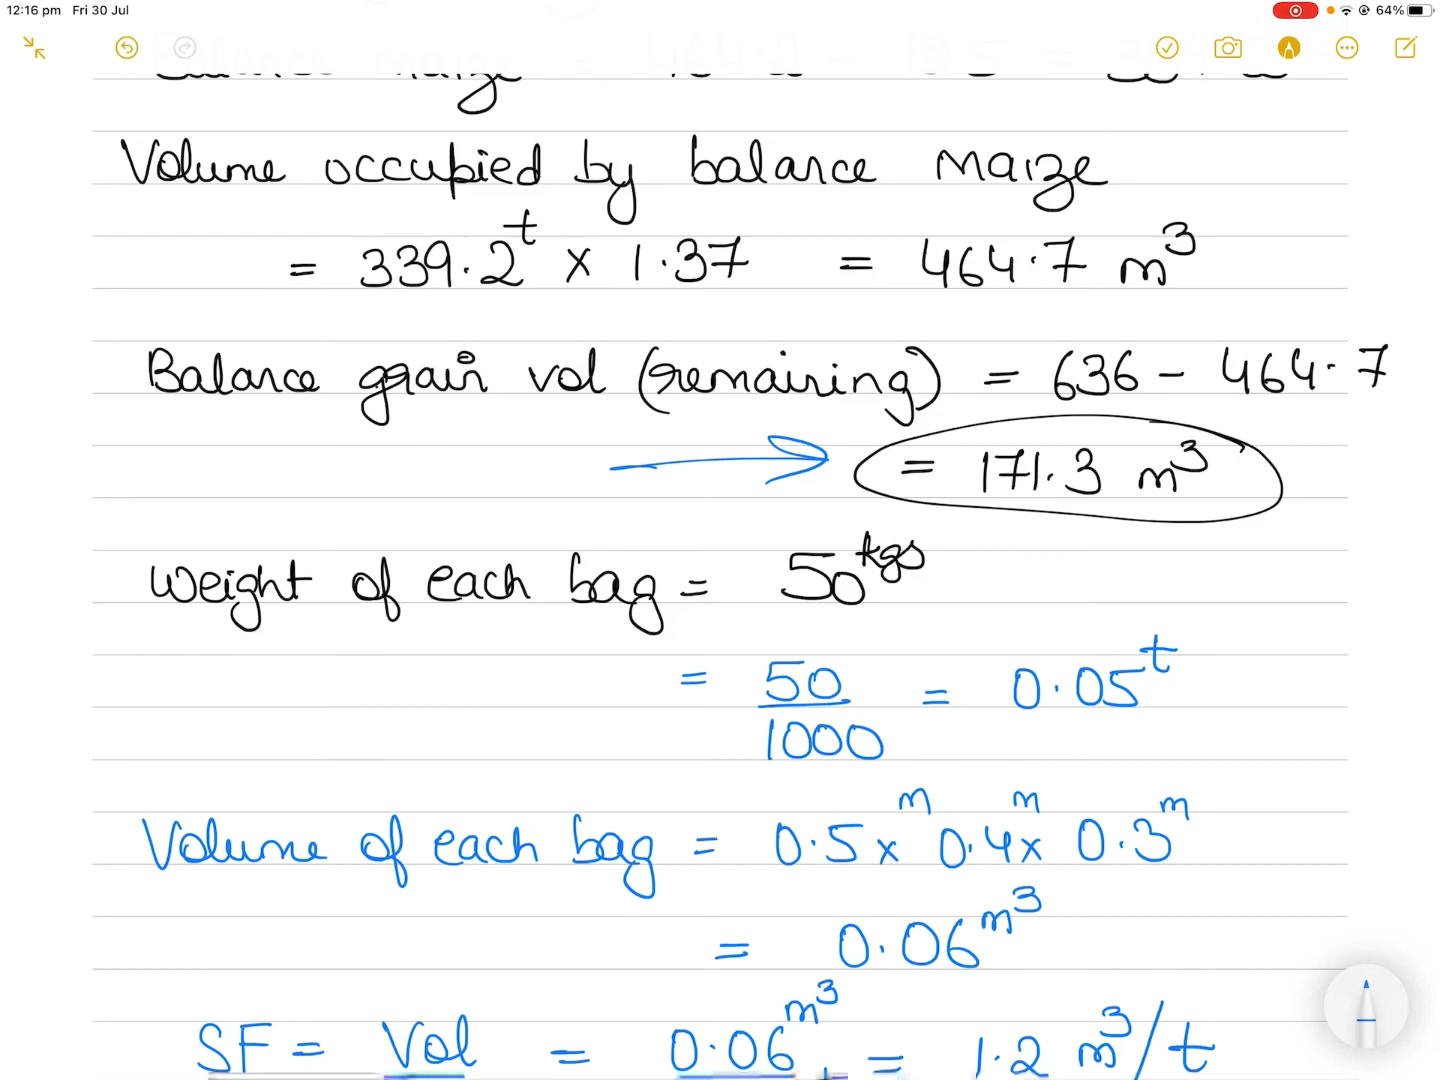 12:16 pm Fri 30 Jul 64%
Volume occupied by balance maize
= 339.2 t × 1.37 = 464.7 m³
Balance grain vol (remaining) = 636 - 464.7
= 171.3 m³
Weight of each bag = 50 kgs
= 50/1000 = 0.05 t
Volume of each bag = 0.5 m × 0.4 m × 0.3 m
= 0.06 m³
SF = Vol = 0.06 m³ = 1.2 m³/t